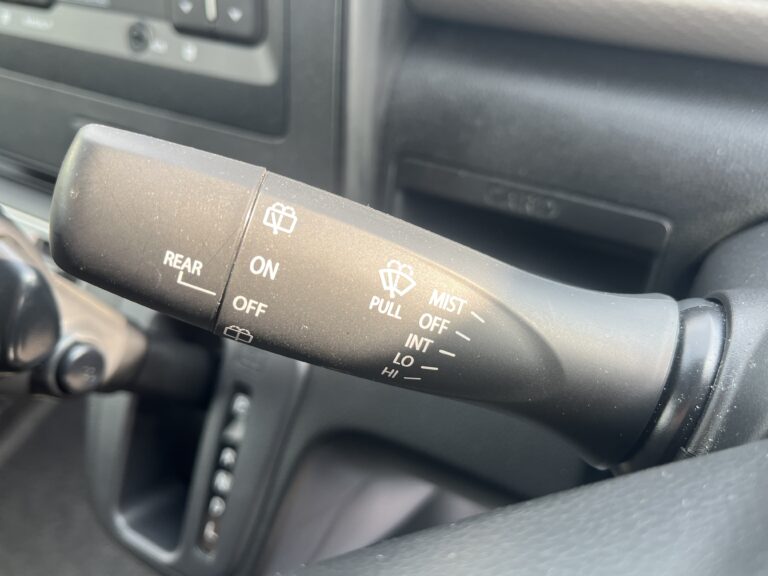 REAR
ON
OFF
PULL
MIST
OFF
INT
LO
HI